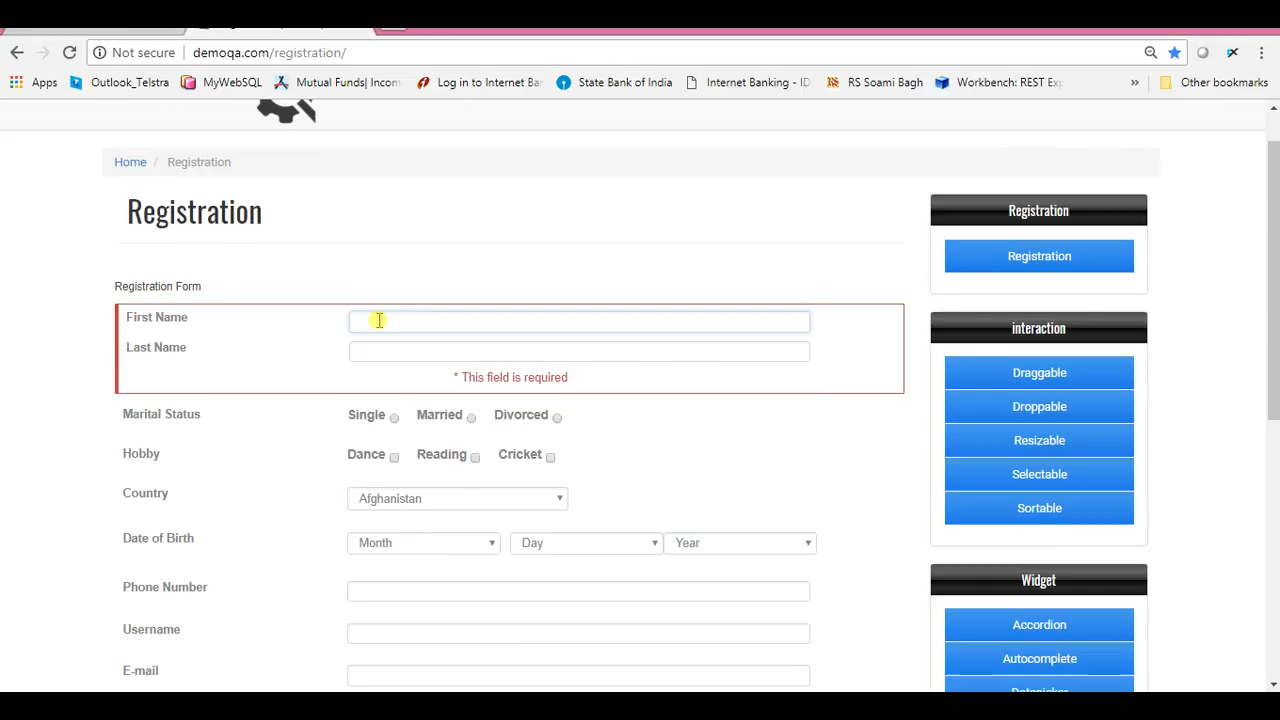 Not secure | demoqa.com/registration/
Apps Outlook_Telstra MyWebSQL Mutual Funds| Incom Log in to Internet Ban State Bank of India Internet Banking - ID RS Soami Bagh Workbench: REST Exp » Other bookmarks
Home / Registration
Registration
Registration Form
First Name
Last Name
* This field is required
Marital Status Single Married Divorced
Hobby Dance Reading Cricket
Country Afghanistan
Date of Birth Month Day Year
Phone Number
Username
E-mail
Registration
Registration
interaction
Draggable
Droppable
Resizable
Selectable
Sortable
Widget
Accordion
Autocomplete